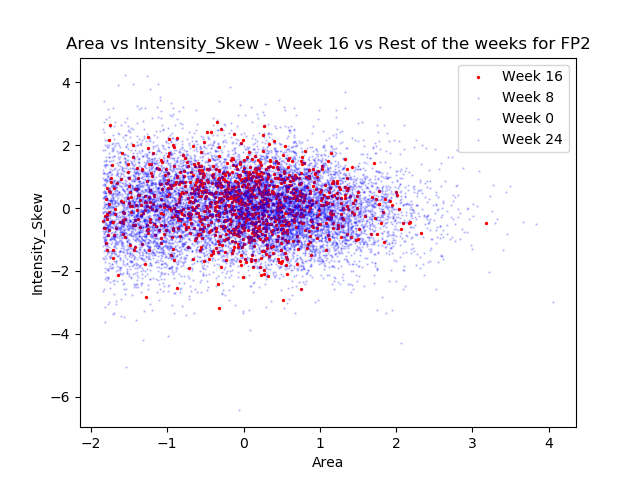 Area vs Intensity_Skew - Week 16 vs Rest of the weeks for FP2
Week 16
Week 8
Week 0
Week 24
4
2
0
−2
−4
−6
Intensity_Skew
−2
−1
0
1
2
3
4
Area